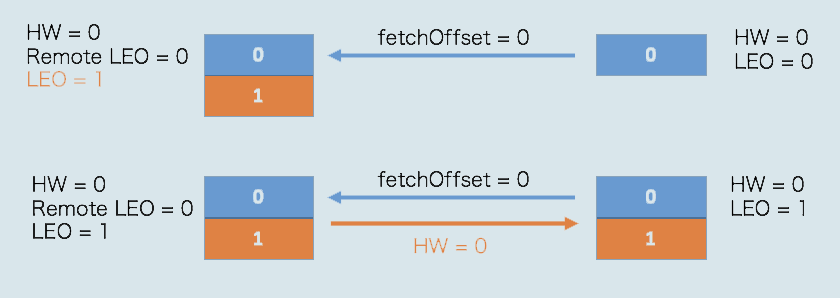 HW = 0
Remote LEO = 0
LEO = 1
0
1
fetchOffset = 0
0
HW = 0
LEO = 0
HW = 0
Remote LEO = 0
LEO = 1
0
1
fetchOffset = 0
HW = 0
0
1
HW = 0
LEO = 1